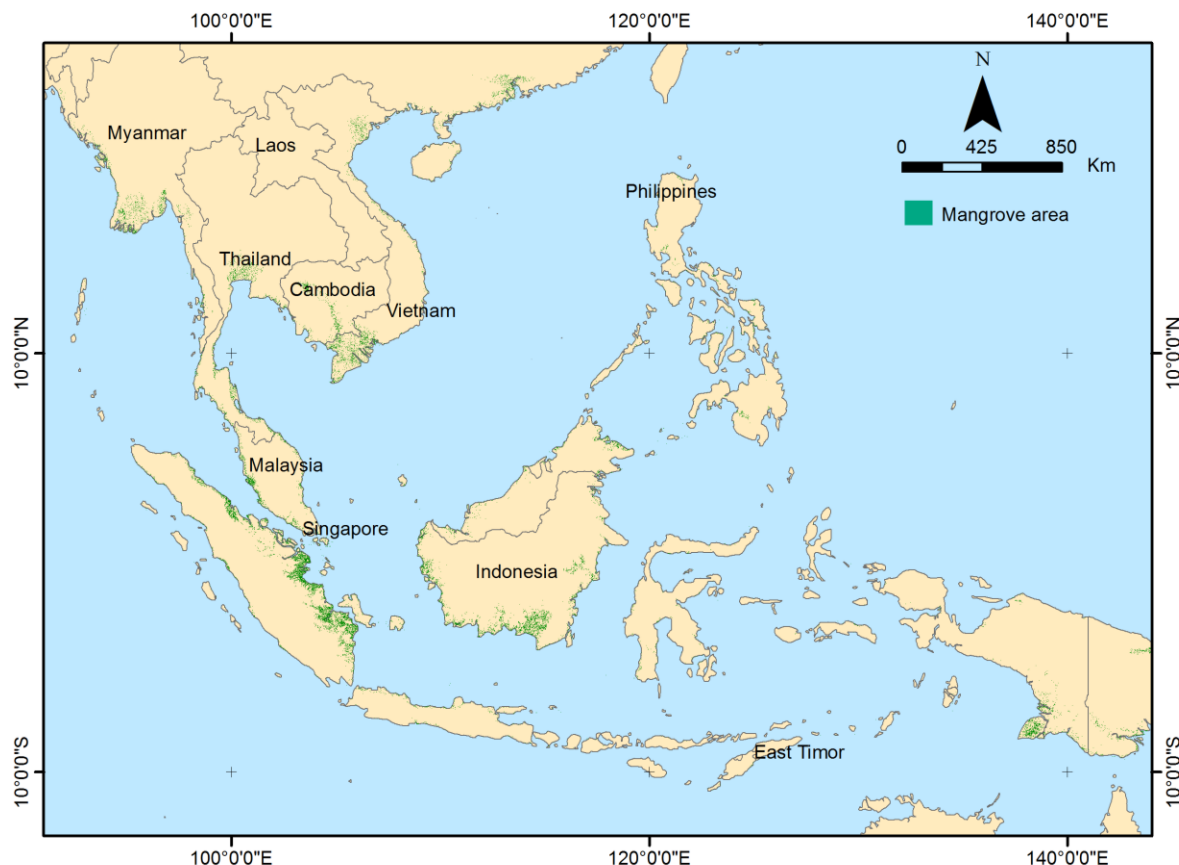 100°0'0"E 120°0'0"E 140°0'0"E
N
0 425 850
Km
Mangrove area
Myanmar
Laos
Philippines
Thailand
Cambodia
Vietnam
10°0'0"N 10°0'0"N
Malaysia
Singapore
Indonesia
East Timor
10°0'0"S 10°0'0"S
100°0'0"E 120°0'0"E 140°0'0"E